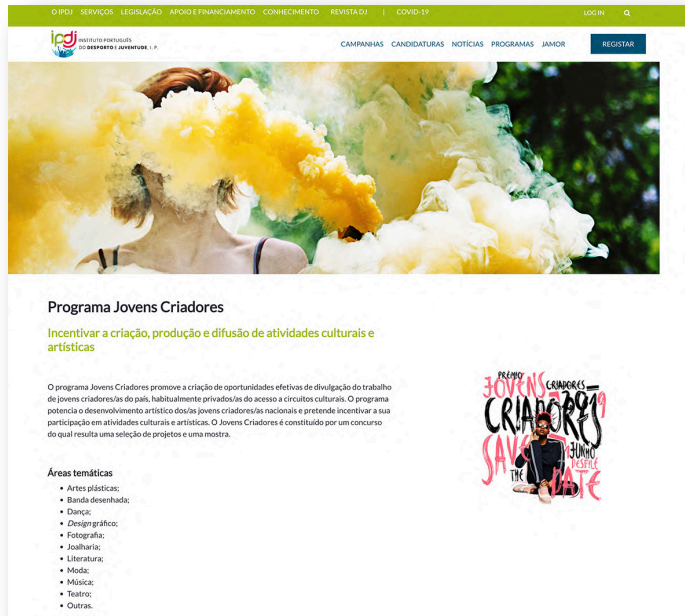 O IPDJ SERVIÇOS LEGISLAÇÃO APOIO E FINANCIAMENTO CONHECIMENTO REVISTA DJ | COVID-19 LOG IN
ipdj INSTITUTO PORTUGUÊS
DO DESPORTO E JUVENTUDE, I. P.
CAMPANHAS CANDIDATURAS NOTÍCIAS PROGRAMAS JAMOR REGISTAR
Programa Jovens Criadores
Incentivar a criação, produção e difusão de atividades culturais e
artísticas
O programa Jovens Criadores promove a criação de oportunidades efetivas de divulgação do trabalho
de jovens criadores/as do país, habitualmente privados/as do acesso a circuitos culturais. O programa
potencia o desenvolvimento artístico dos/as jovens criadores/as nacionais e pretende incentivar a sua
participação em atividades culturais e artísticas. O Jovens Criadores é constituído por um concurso
do qual resulta uma seleção de projetos e uma mostra.
PRÉMIO
JOVENS CRIADORES
CRIADORES
SAVE JUNHO
THE DESFILE
DATE
Áreas temáticas
• Artes plásticas;
• Banda desenhada;
• Dança;
• Design gráfico;
• Fotografia;
• Joalharia;
• Literatura;
• Moda;
• Música;
• Teatro;
• Outras.